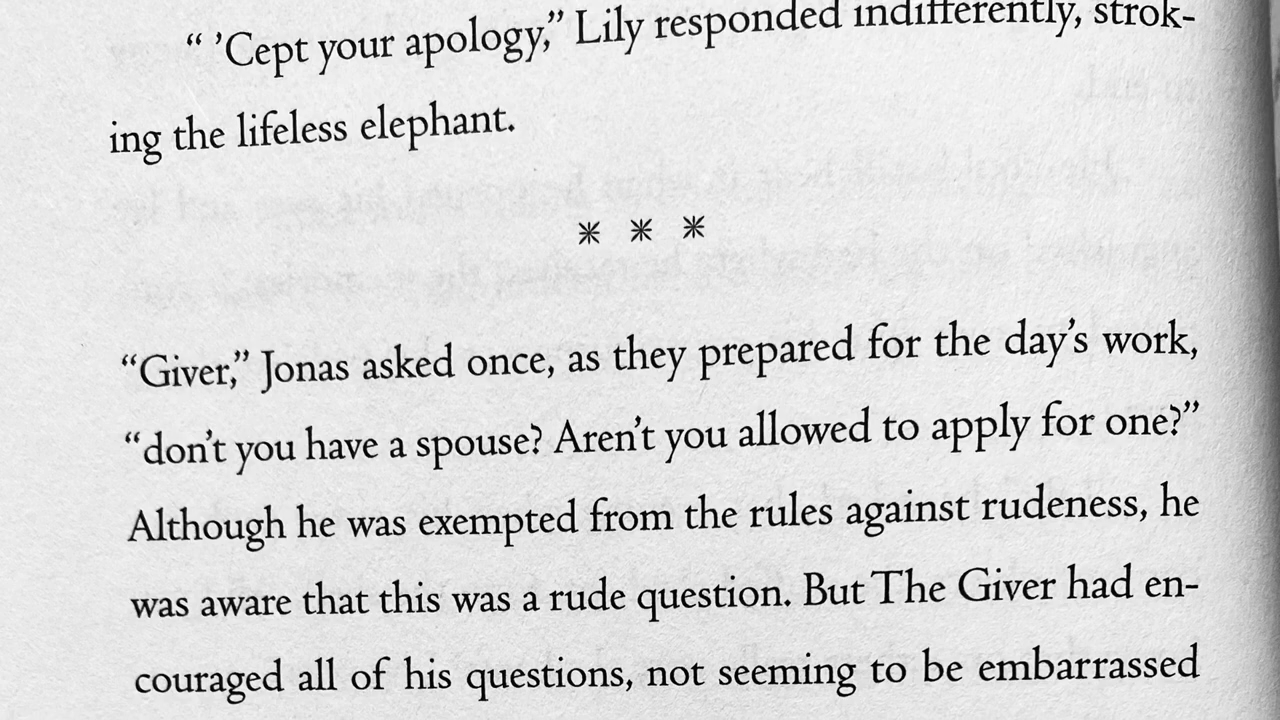 “ ’Cept your apology,” Lily responded indifferently, strok-
ing the lifeless elephant.
* * *
“Giver,” Jonas asked once, as they prepared for the day’s work,
“don’t you have a spouse? Aren’t you allowed to apply for one?”
Although he was exempted from the rules against rudeness, he
was aware that this was a rude question. But The Giver had en-
couraged all of his questions, not seeming to be embarrassed